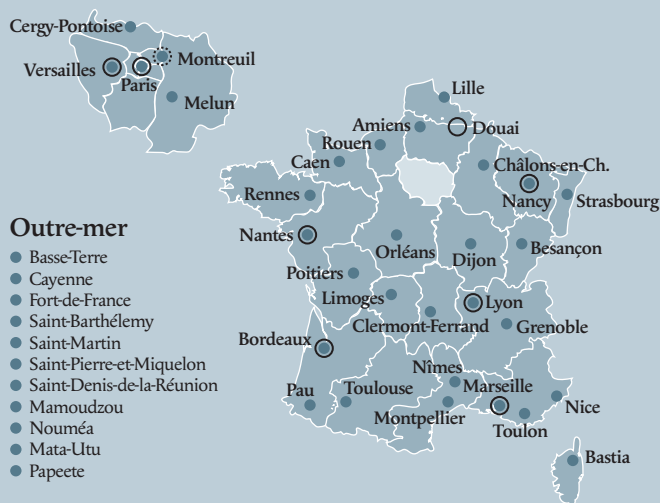 Cergy-Pontoise
Versailles
Paris
Montreuil
Melun
Lille
Amiens
Douai
Rouen
Caen
Châlons-en-Ch.
Nancy
Strasbourg
Rennes
Nantes
Orléans
Dijon
Besançon
Poitiers
Limoges
Lyon
Clermont-Ferrand
Grenoble
Bordeaux
Nîmes
Pau
Toulouse
Marseille
Montpellier
Nice
Toulon
Bastia
Outre-mer
Basse-Terre
Cayenne
Fort-de-France
Saint-Barthélemy
Saint-Martin
Saint-Pierre-et-Miquelon
Saint-Denis-de-la-Réunion
Mamoudzou
Nouméa
Mata-Utu
Papeete